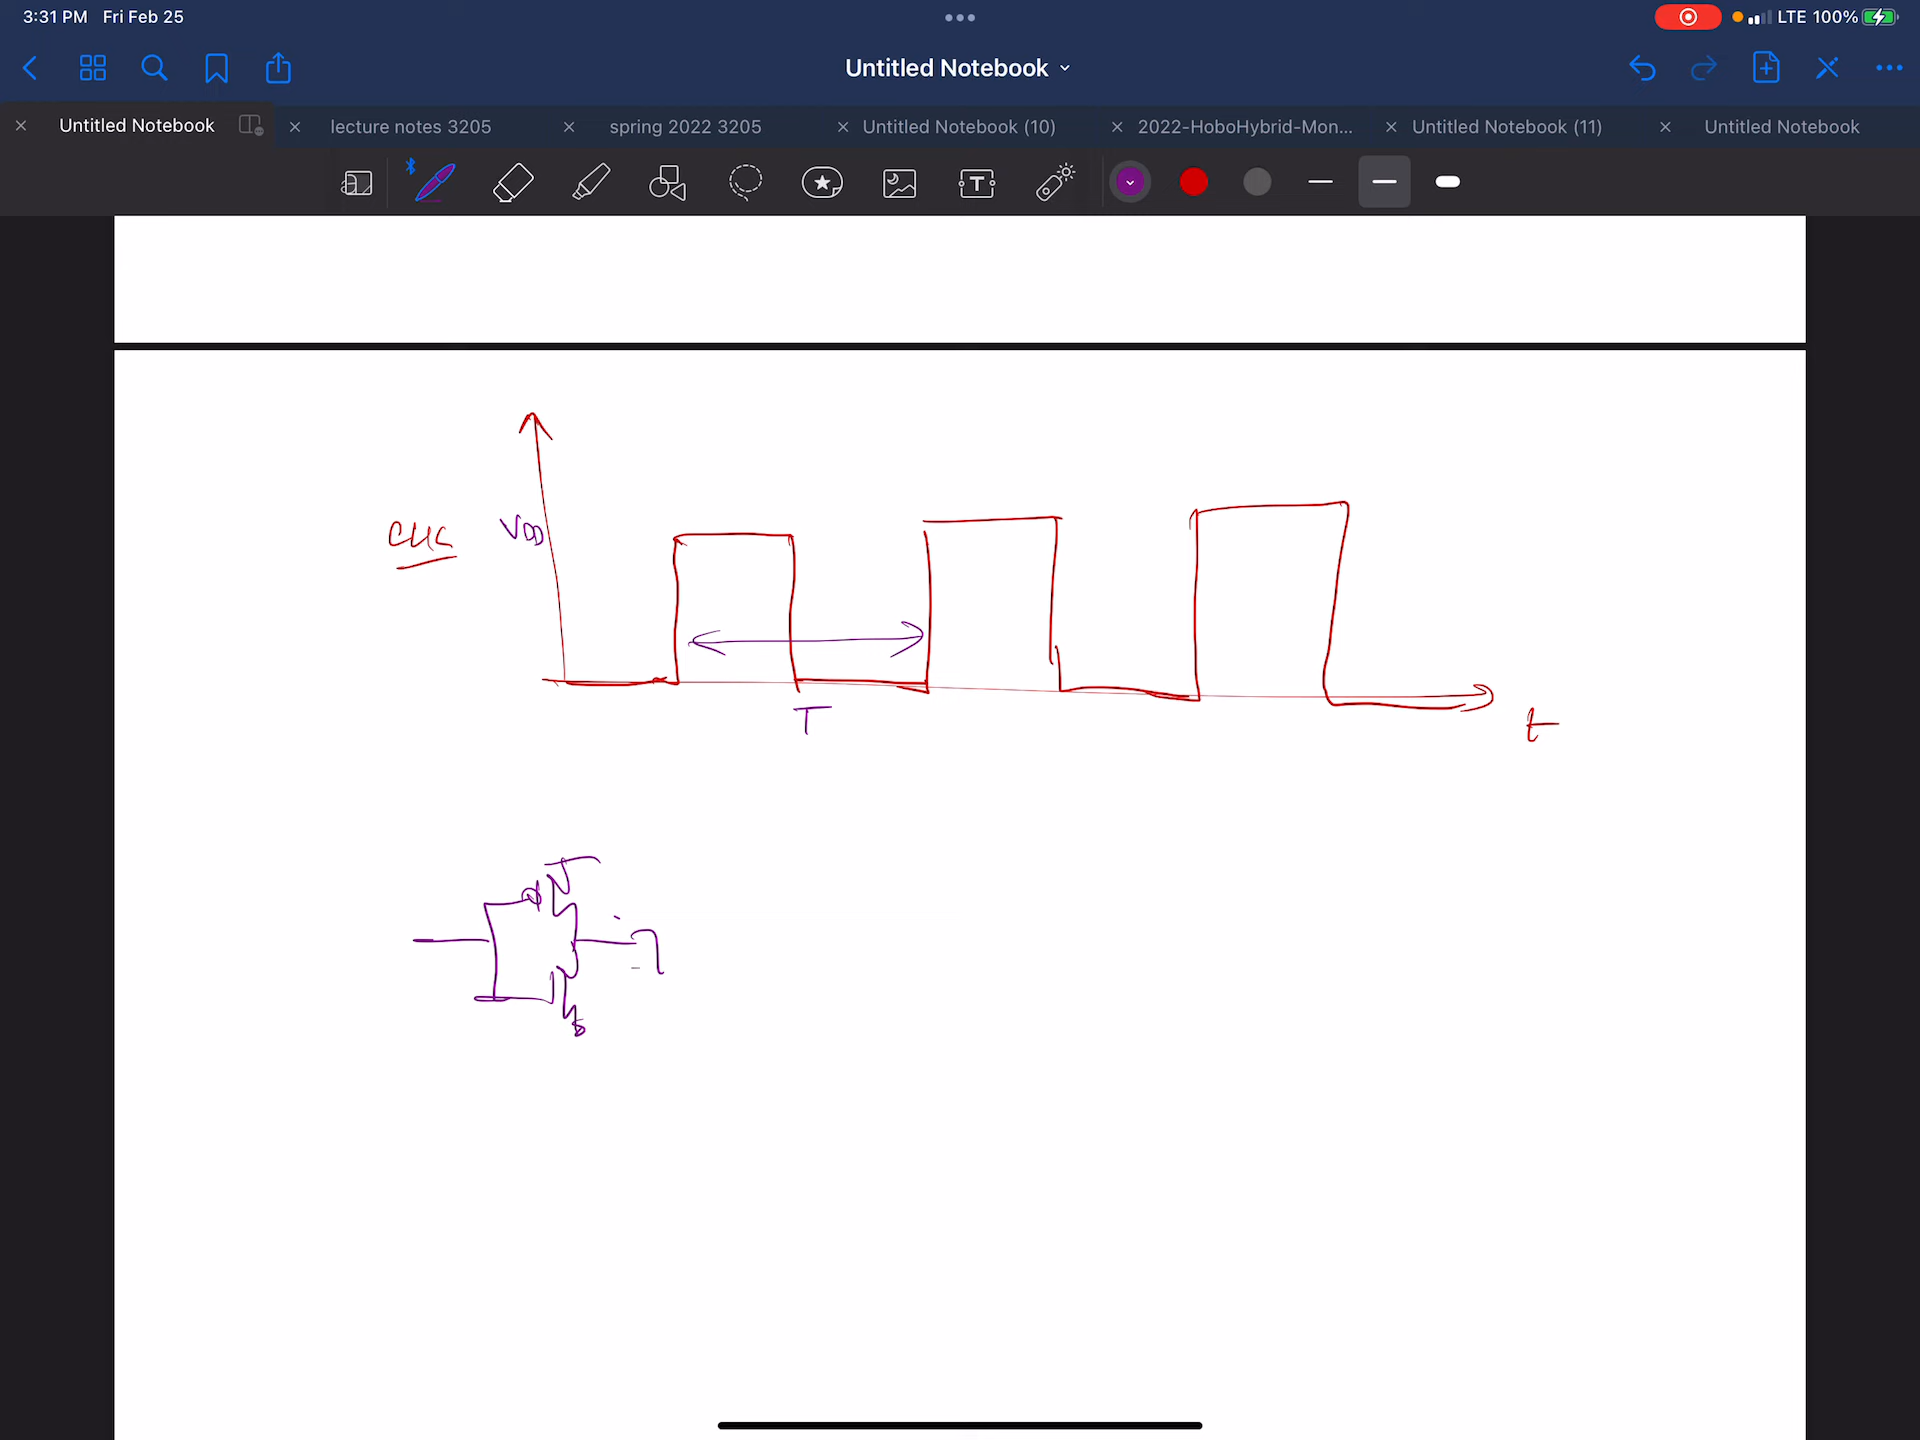 3:31 PM Fri Feb 25
LTE 100%
Untitled Notebook
Untitled Notebook
lecture notes 3205
spring 2022 3205
Untitled Notebook (10)
2022-HoboHybrid-Mon...
Untitled Notebook (11)
Untitled Notebook
T
CLK
VDD
T
t